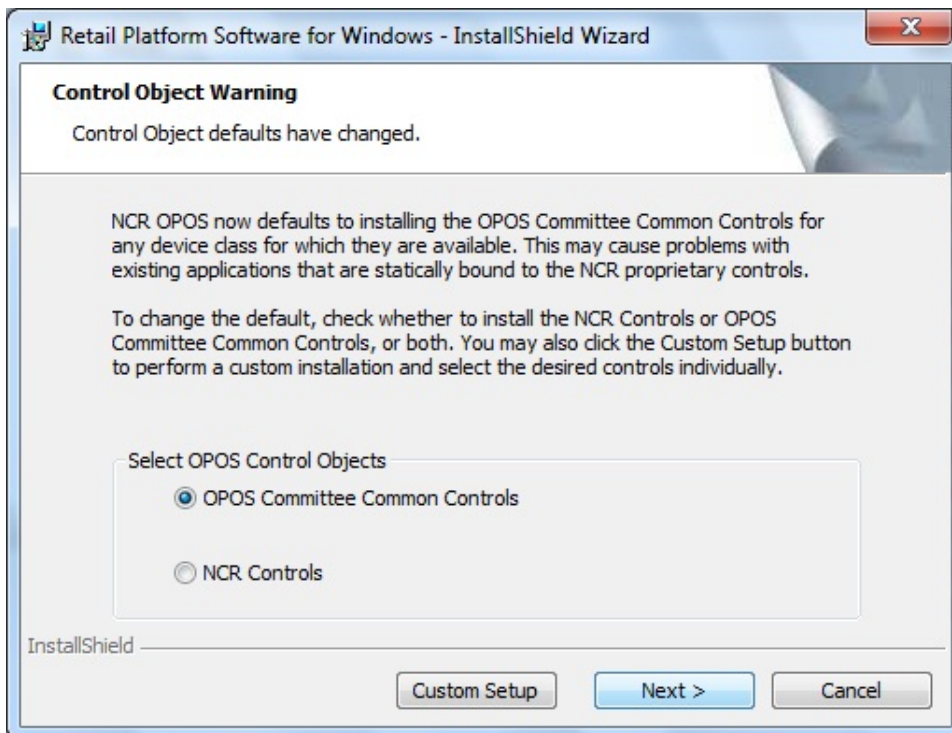 Retail Platform Software for Windows - InstallShield Wizard
Control Object Warning
Control Object defaults have changed.
NCR OPOS now defaults to installing the OPOS Committee Common Controls for
any device class for which they are available. This may cause problems with
existing applications that are statically bound to the NCR proprietary controls.
To change the default, check whether to install the NCR Controls or OPOS
Committee Common Controls, or both. You may also click the Custom Setup button
to perform a custom installation and select the desired controls individually.
Select OPOS Control Objects
OPOS Committee Common Controls
NCR Controls
InstallShield
Custom Setup
Next >
Cancel